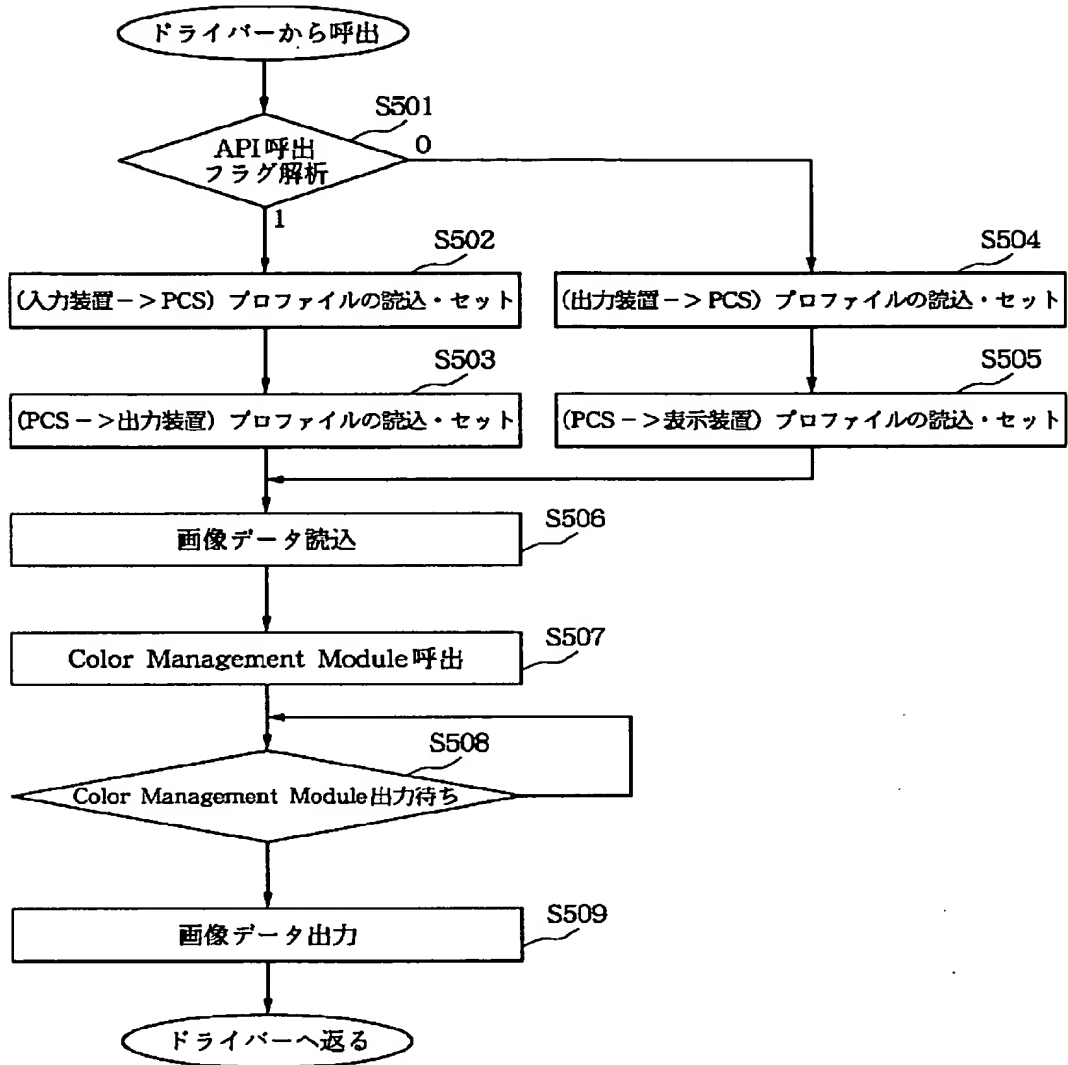 ドライバーから呼出
S501
API呼出
フラグ解析
0
1
S502
(入力装置->PCS) プロファイルの読込・セット
S504
(出力装置->PCS) プロファイルの読込・セット
S503
(PCS->出力装置) プロファイルの読込・セット
S505
(PCS->表示装置) プロファイルの読込・セット
S506
画像データ読込
S507
Color Management Module呼出
S508
Color Management Module出力待ち
S509
画像データ出力
ドライバーへ返る